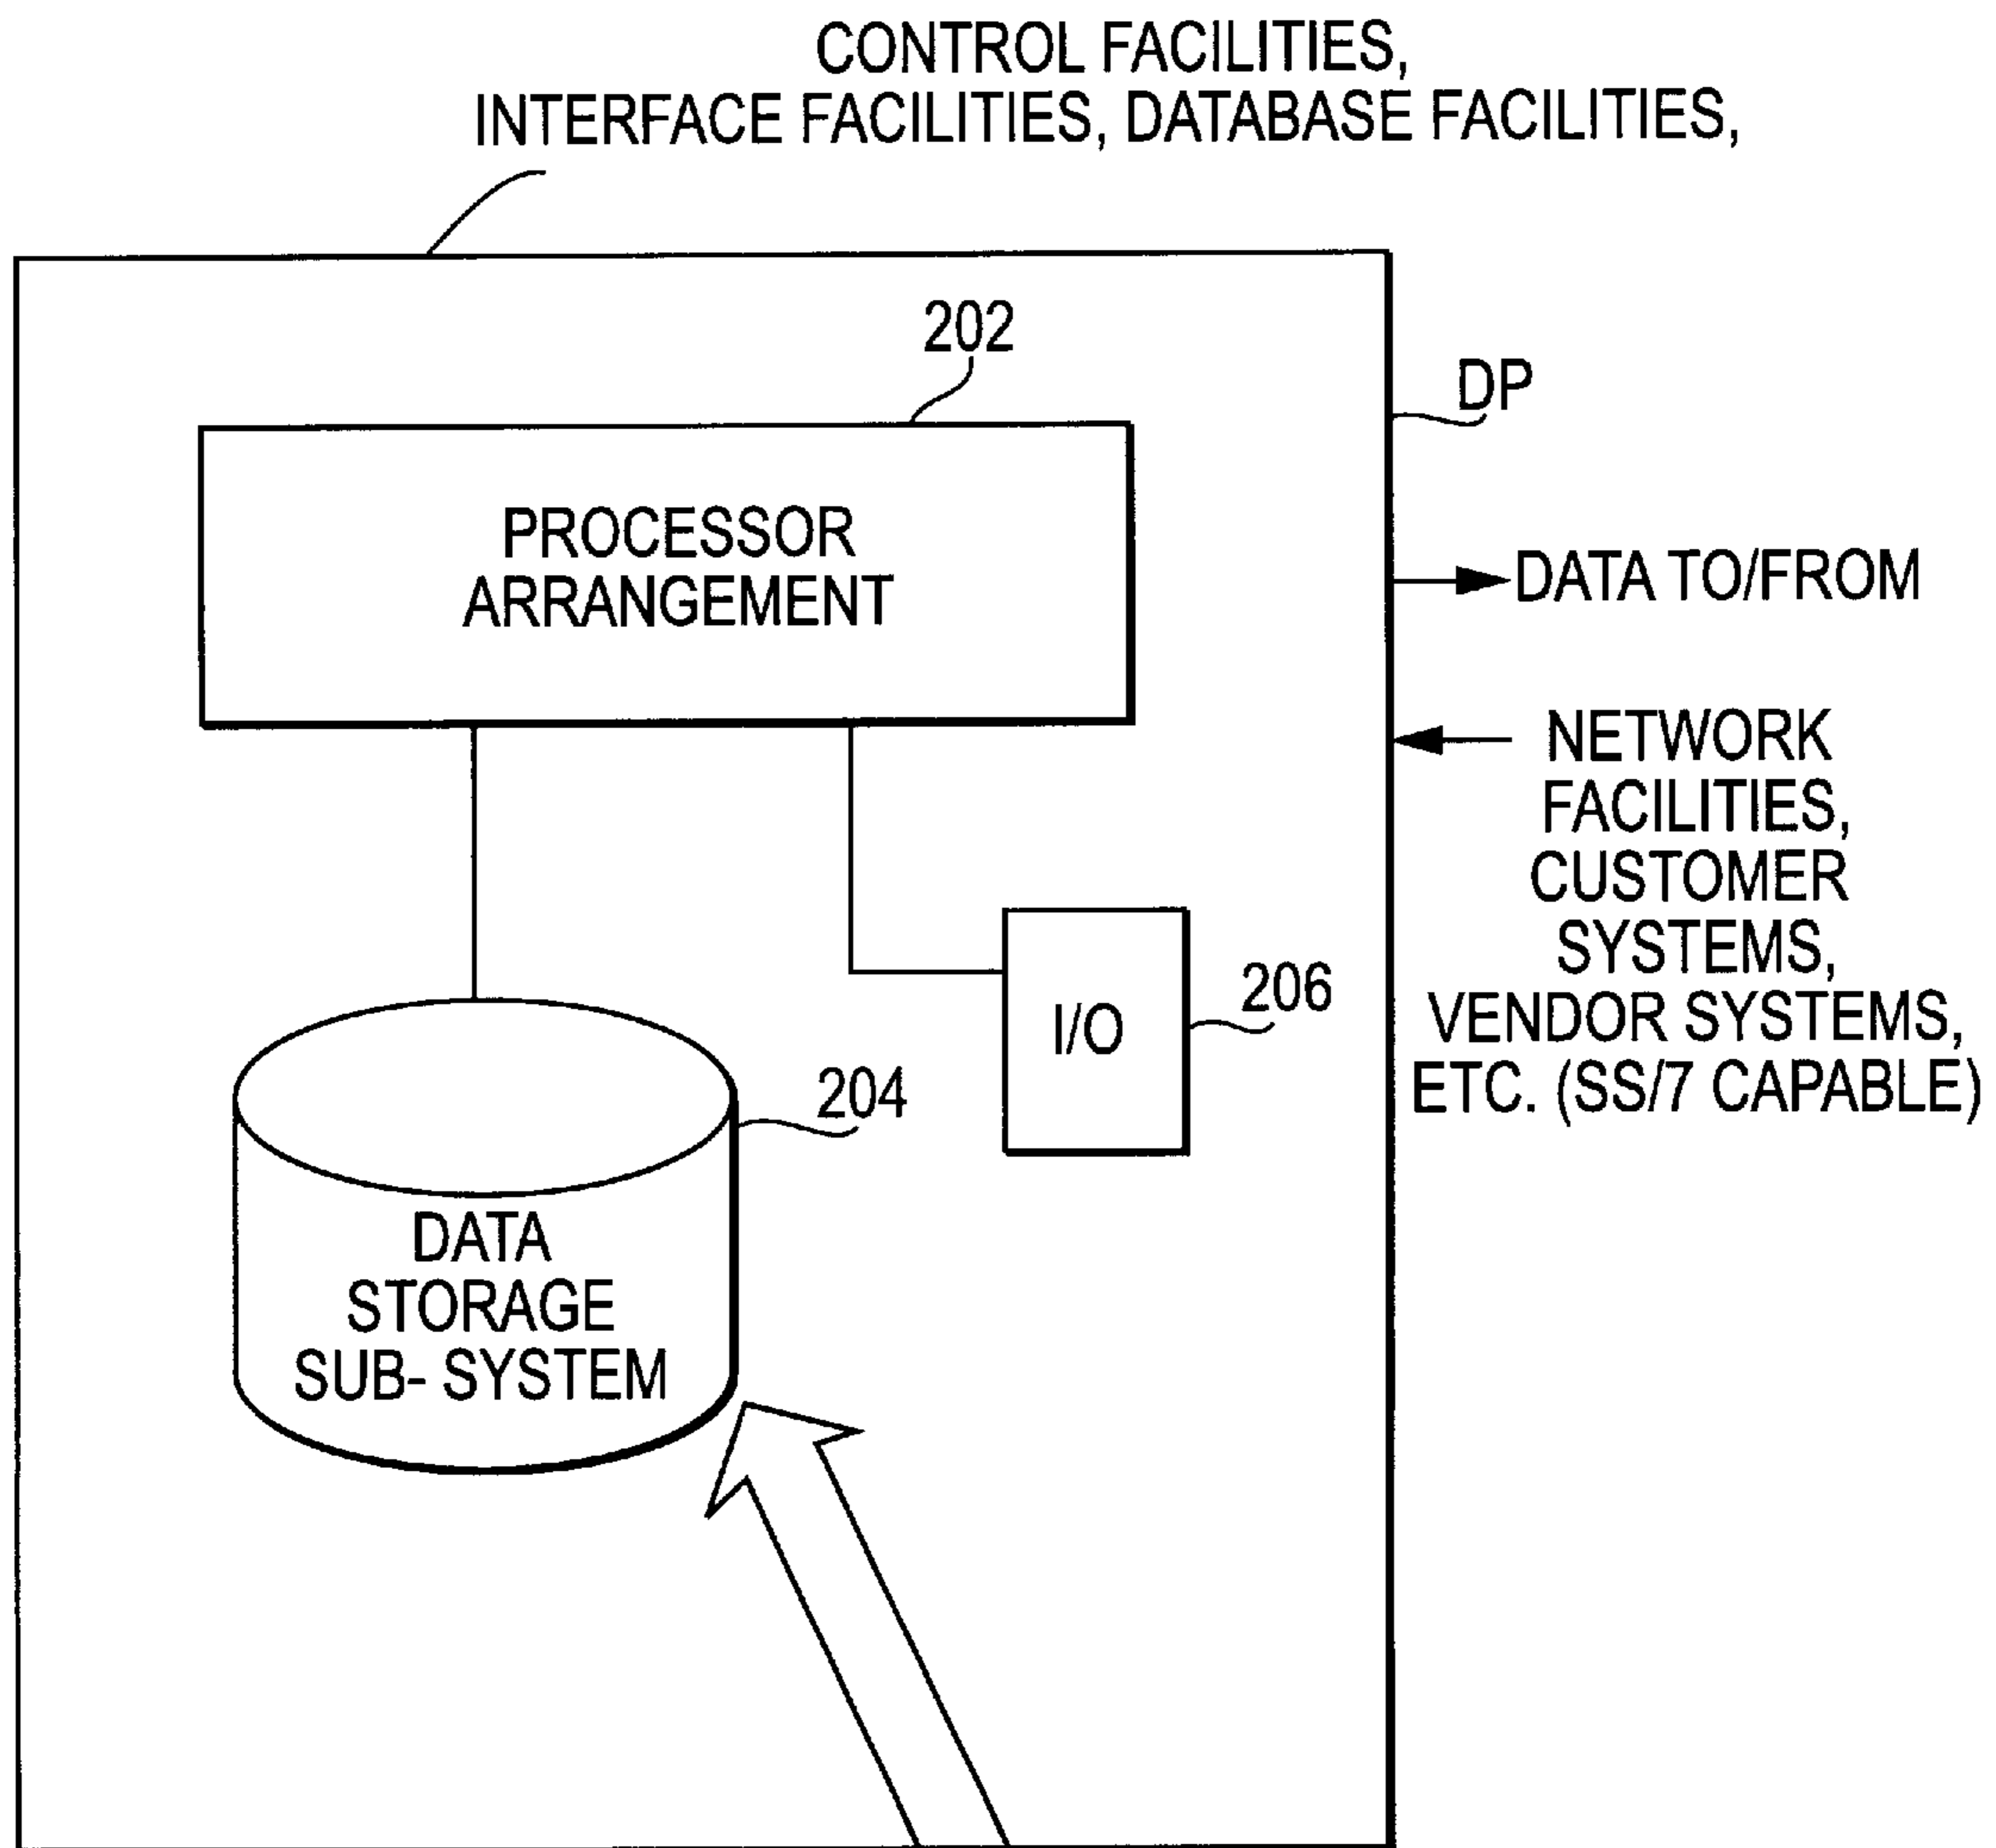 CONTROL FACILITIES,
INTERFACE FACILITIES, DATABASE FACILITIES,
202
DP
PROCESSOR
ARRANGEMENT
DATA TO/FROM
NETWORK
FACILITIES,
CUSTOMER
SYSTEMS,
VENDOR SYSTEMS,
ETC. (SS/7 CAPABLE)
206
I/O
204
DATA
STORAGE
SUB- SYSTEM